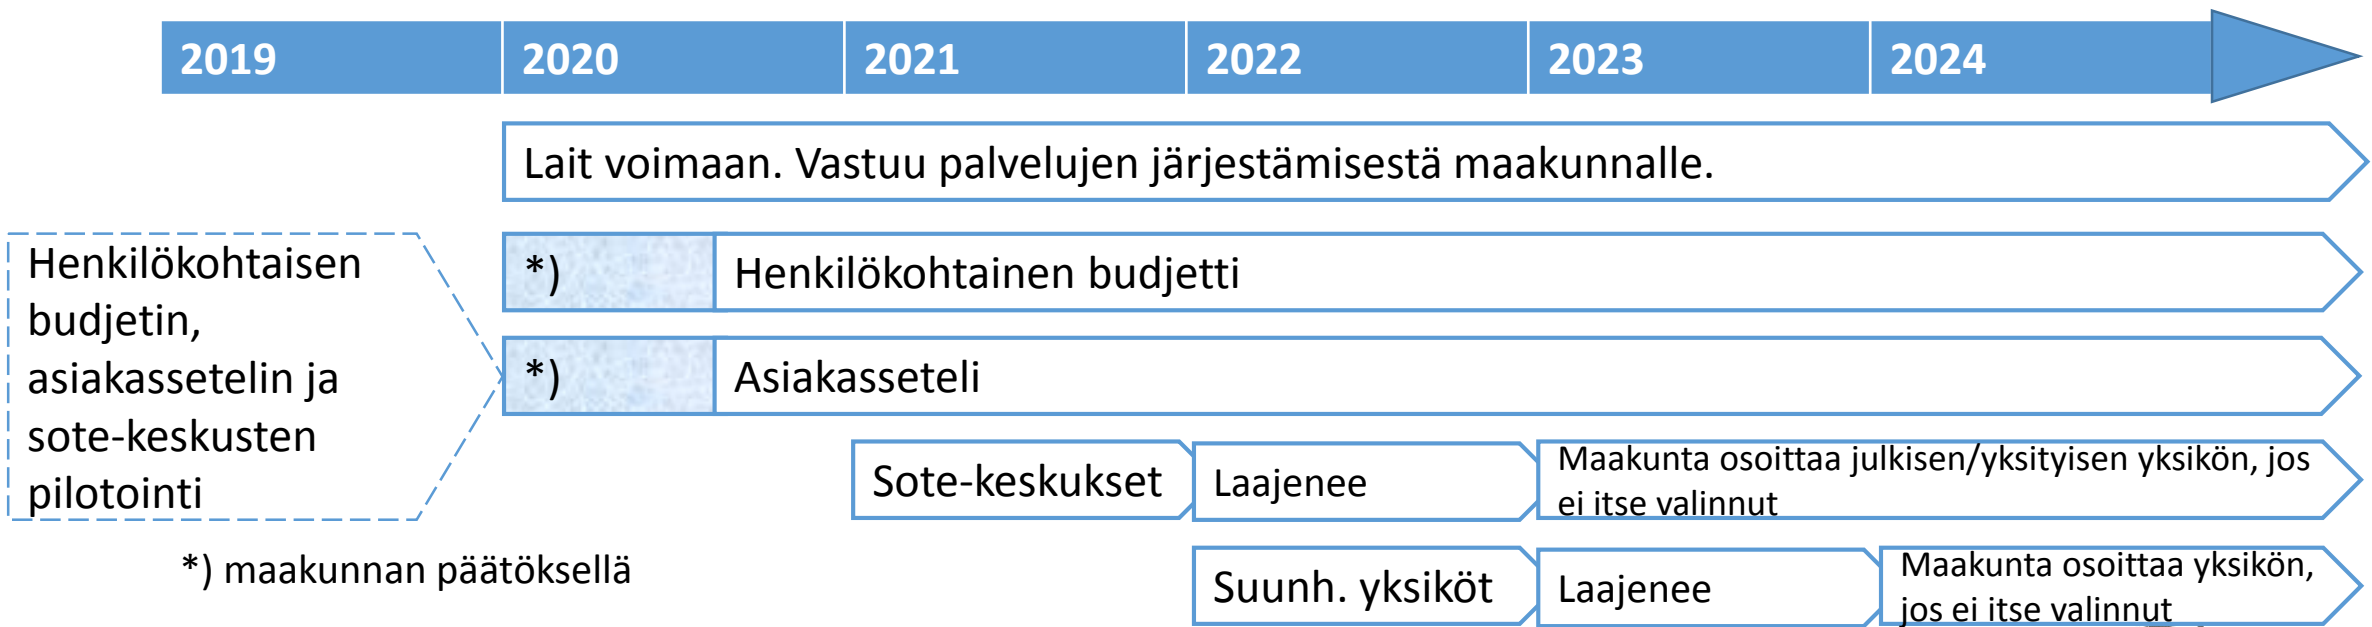 2019 2020 2021 2022 2023 2024
Lait voimaan. Vastuu palvelujen järjestämisestä maakunnalle.
Henkilökohtaisen
budjetin,
asiakassetelin ja
sote-keskusten
pilotointi
*) Henkilökohtainen budjetti
*) Asiakasseteli
Sote-keskukset
Laajenee
Maakunta osoittaa julkisen/yksityisen yksikön, jos
ei itse valinnut
*) maakunnan päätöksellä
Suunh. yksiköt
Laajenee
Maakunta osoittaa yksikön,
jos ei itse valinnut